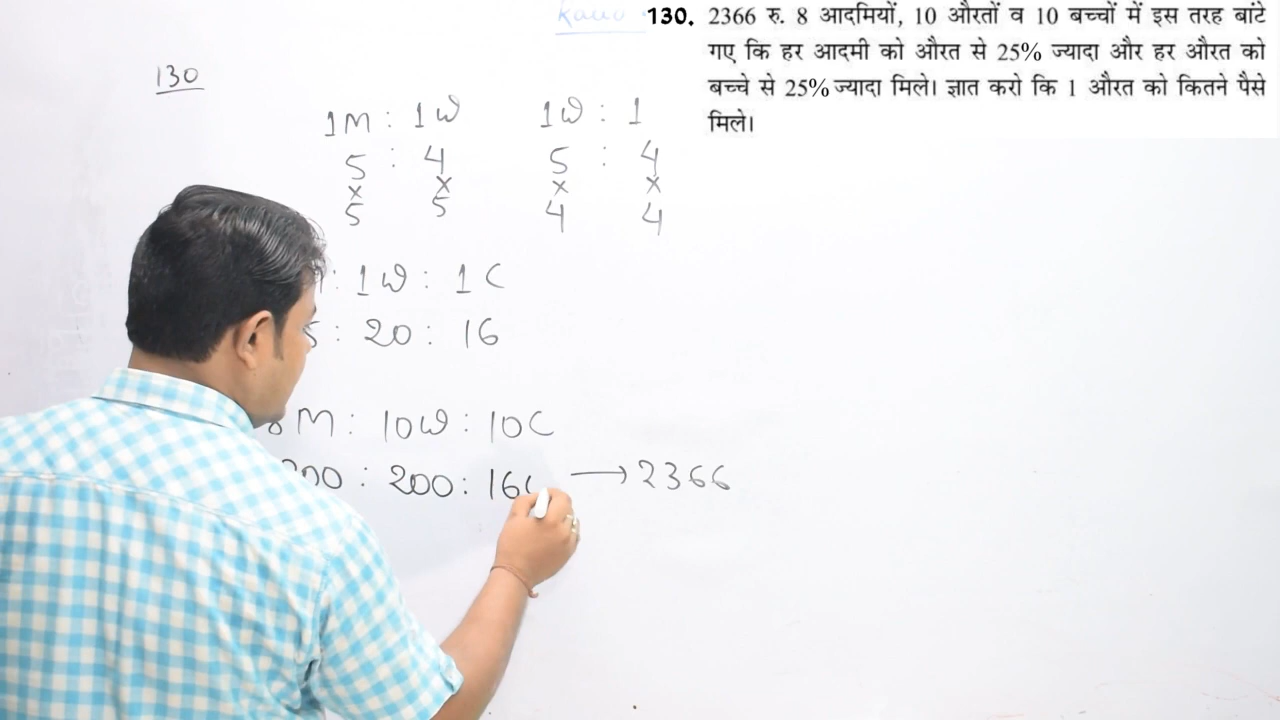 130. 2366 रु. 8 आदमियों, 10 औरतों व 10 बच्चों में इस तरह बांटे
गए कि हर आदमी को औरत से 25% ज्यादा और हर औरत को
बच्चे से 25% ज्यादा मिले। ज्ञात करो कि 1 औरत को कितने पैसे
मिले।
130
1M : 1W 1W : 1
5 : 4 5 : 4
× × × ×
5 5 4 4
: 1W : 1C
: 20 : 16
M : 10W : 10C
200 : 200 : 16 → 2366